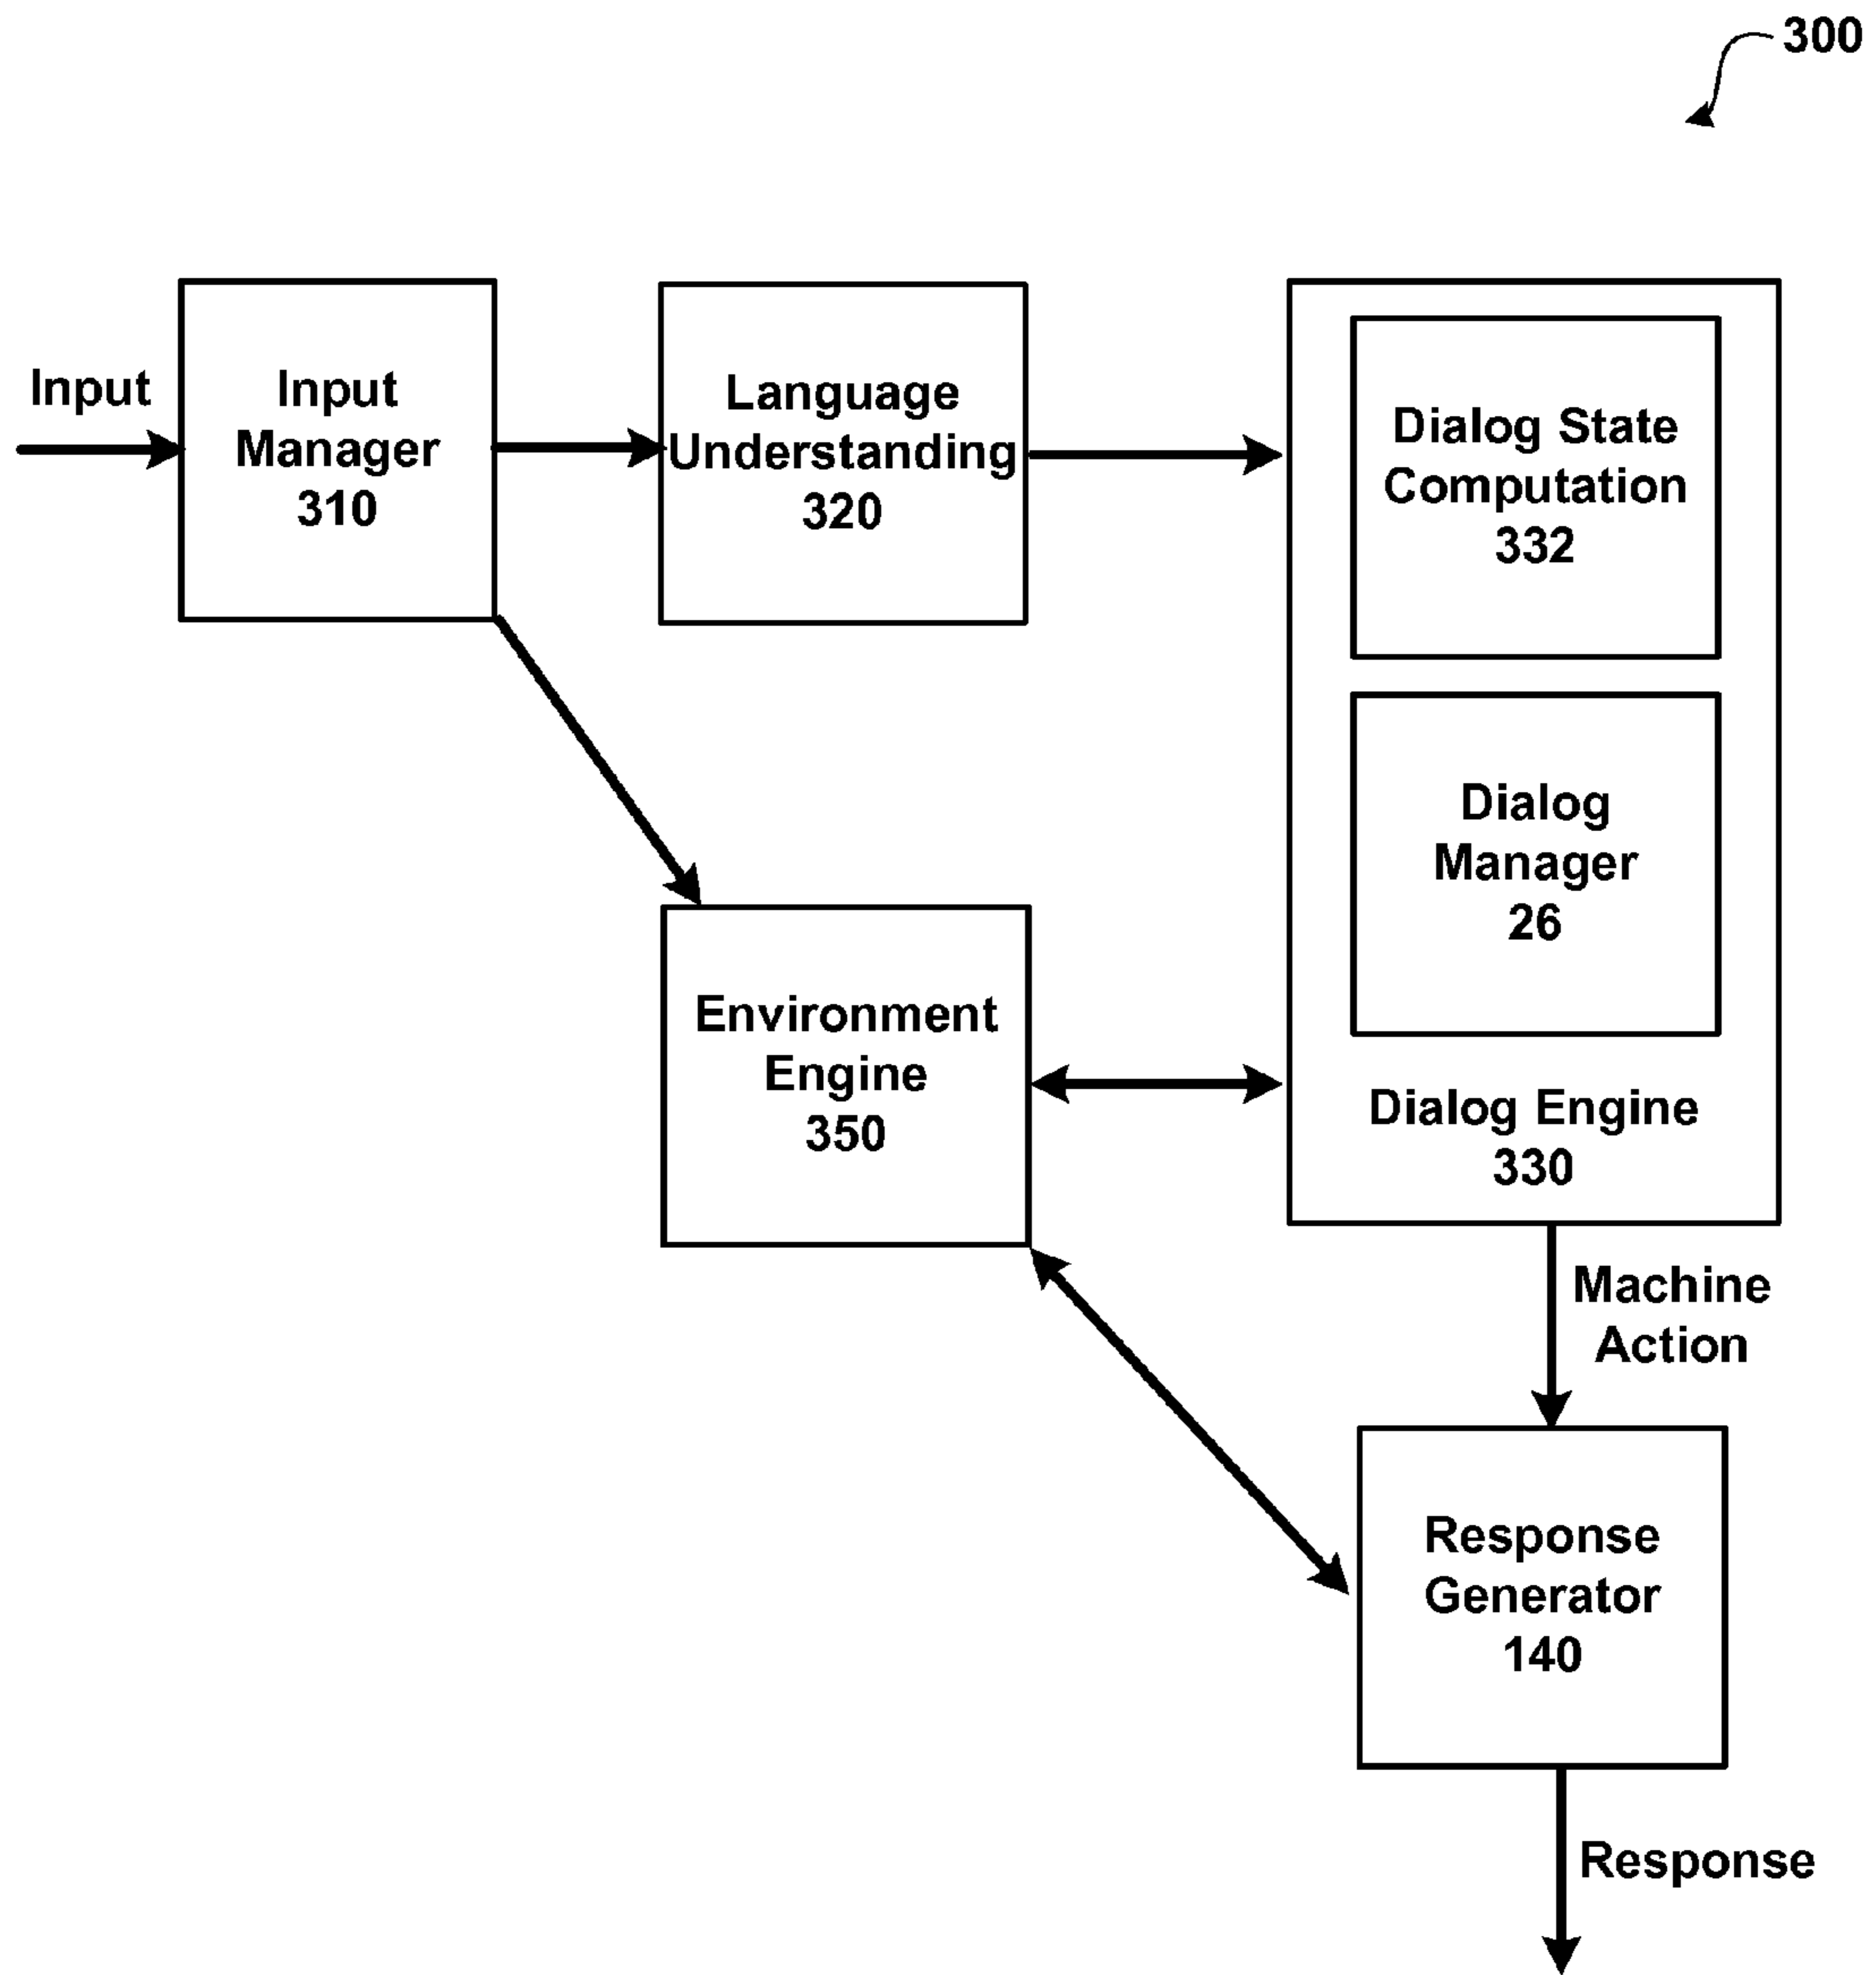 300
Input
Input
Manager
310
Language
Understanding
320
Dialog State
Computation
332
Dialog
Manager
26
Dialog Engine
330
Environment
Engine
350
Machine
Action
Response
Generator
140
Response